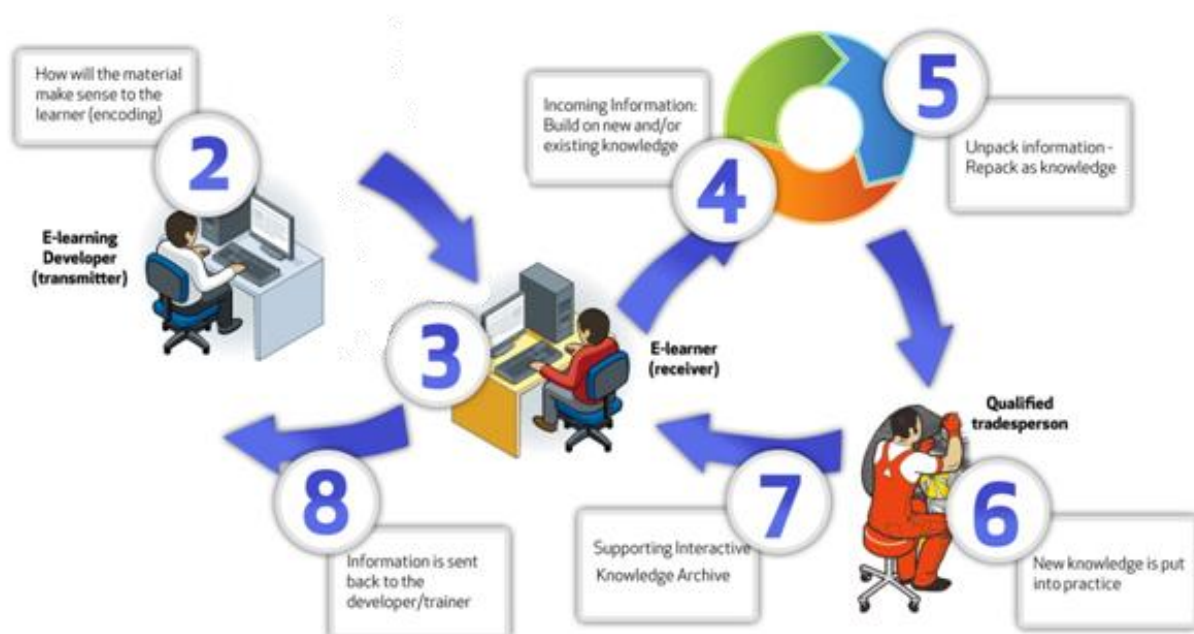 How will the material
make sense to the
learner (encoding)
2
E-learning
Developer
(transmitter)
3
E-learner
(receiver)
Incoming Information:
Build on new and/or
existing knowledge
4
5
Unpack information -
Repack as knowledge
Qualified
tradesperson
6
New knowledge is put
into practice
7
Supporting Interactive
Knowledge Archive
8
Information is sent
back to the
developer/trainer